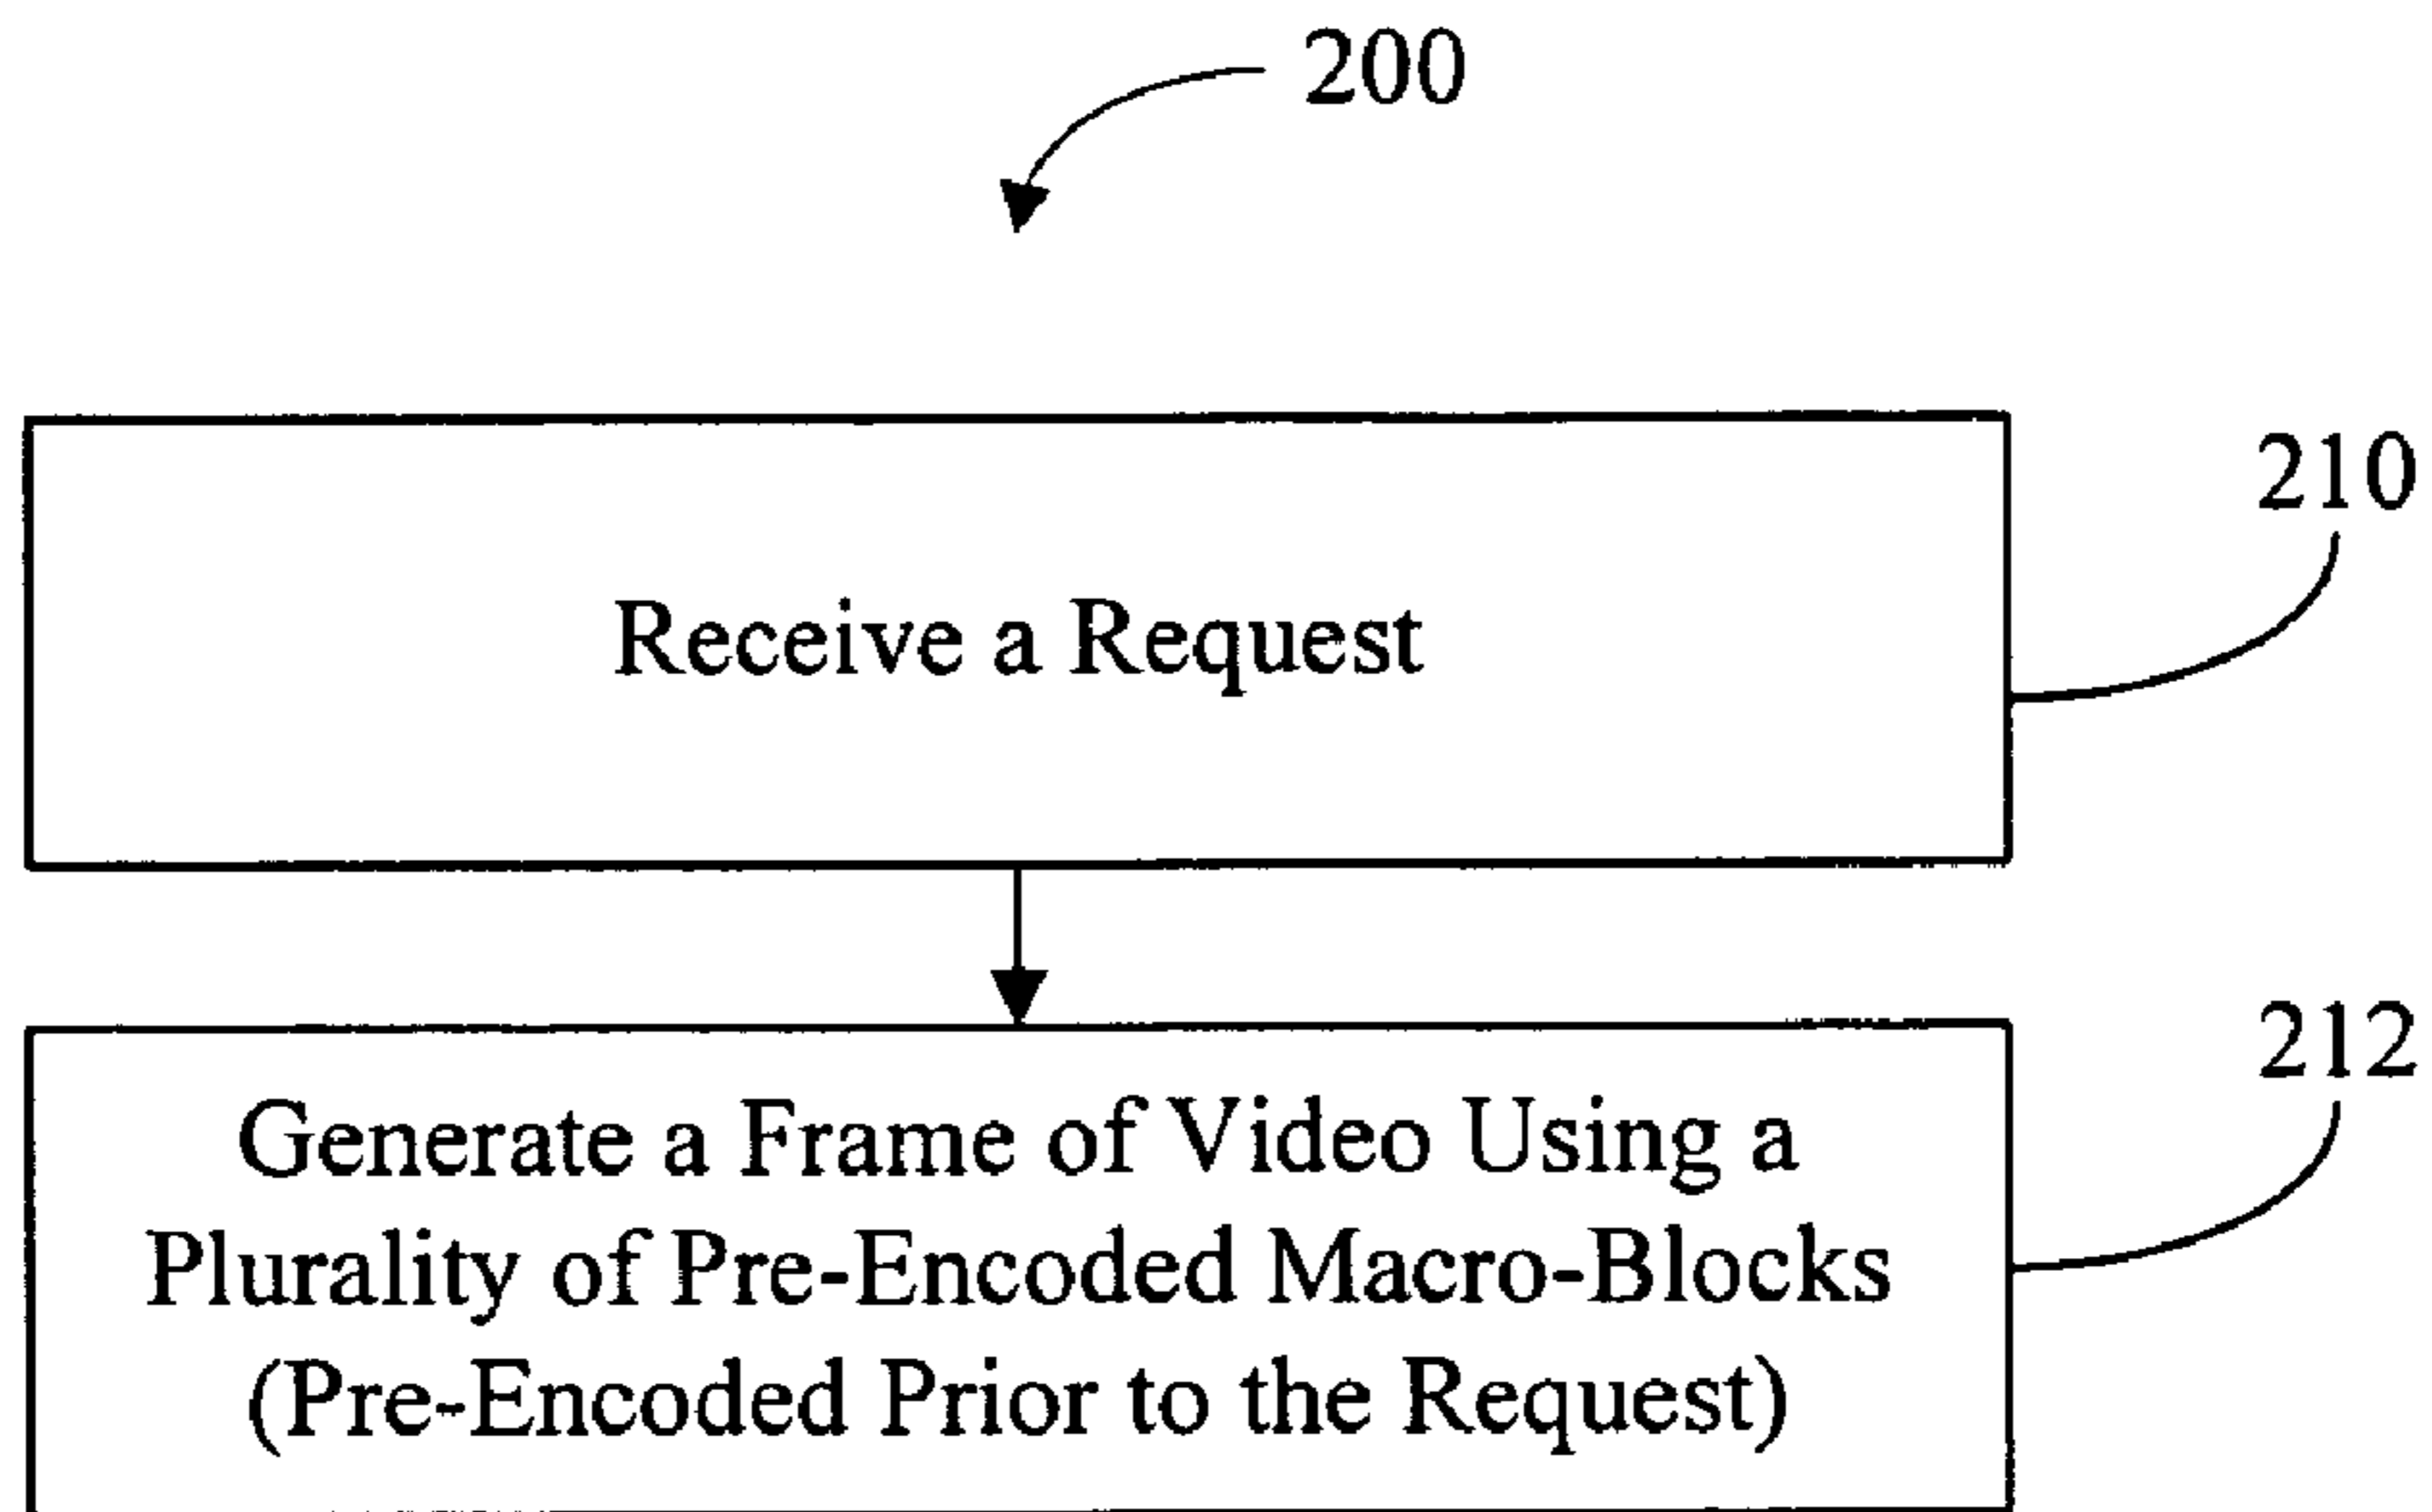 200
210
Receive a Request
212
Generate a Frame of Video Using a
Plurality of Pre-Encoded Macro-Blocks
(Pre-Encoded Prior to the Request)